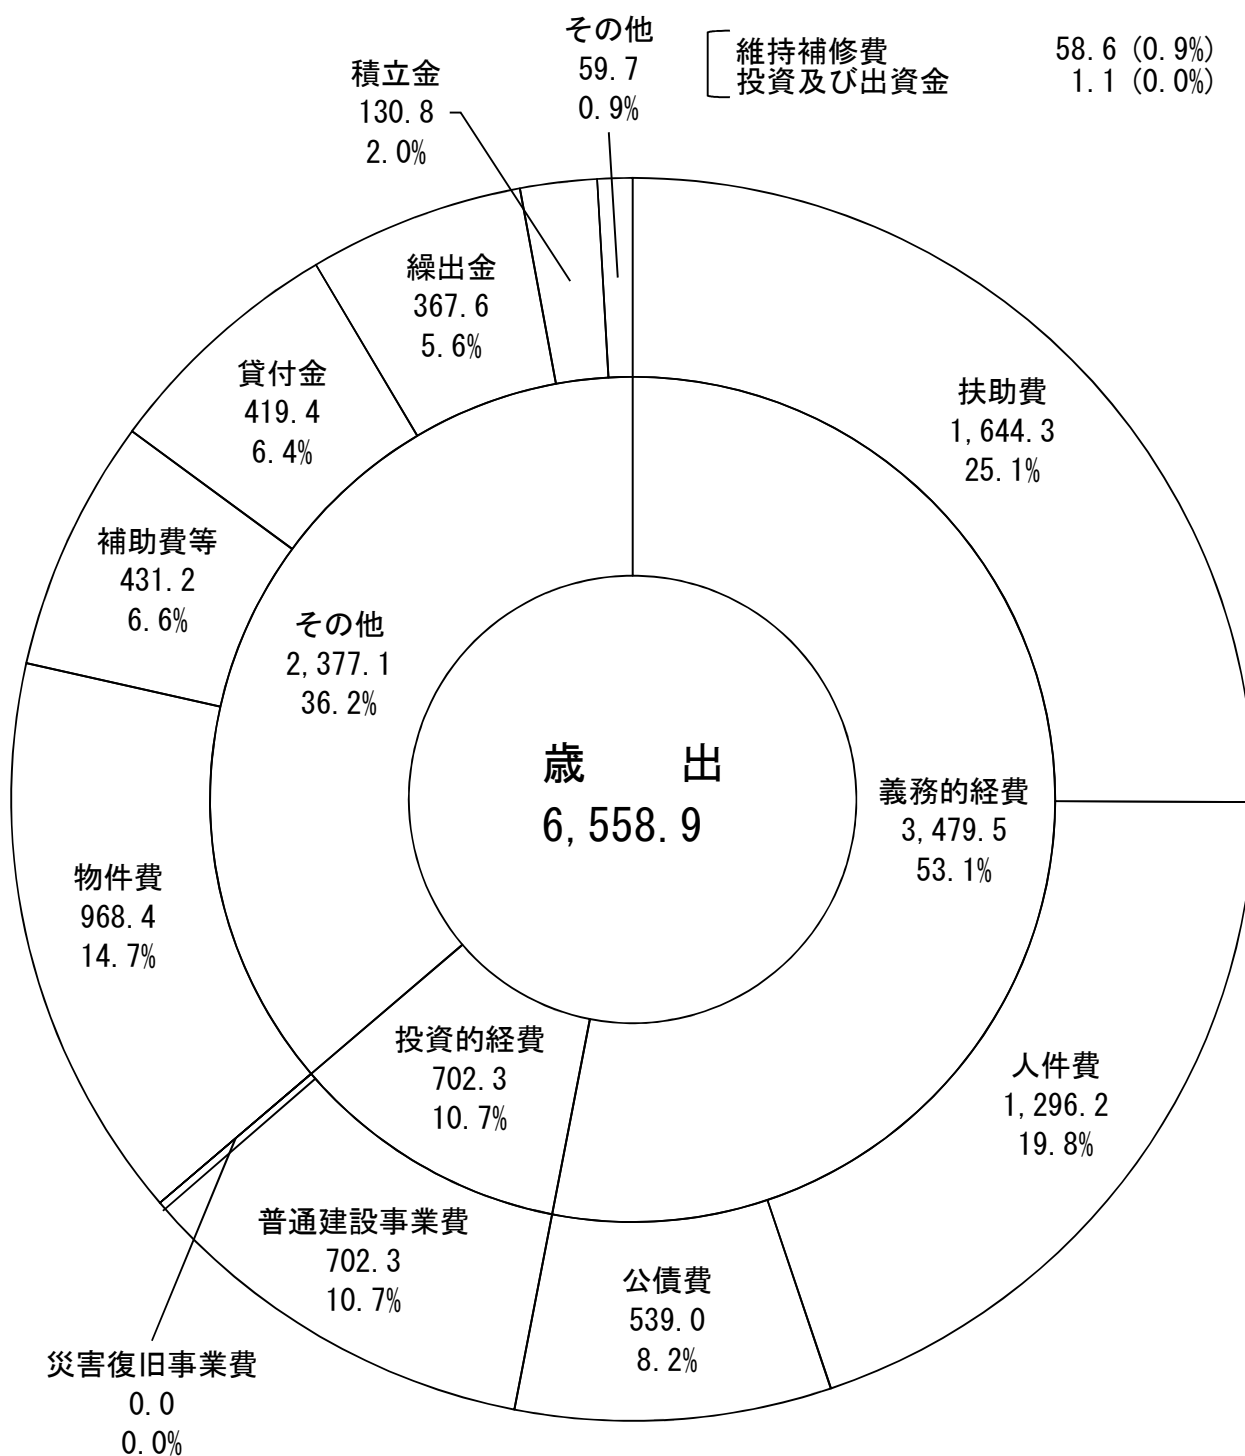 その他
59.7
0.9%
維持補修費 58.6 (0.9%)
投資及び出資金 1.1 (0.0%)
積立金
130.8
2.0%
繰出金
367.6
5.6%
貸付金
419.4
6.4%
補助費等
431.2
6.6%
物件費
968.4
14.7%
その他
2,377.1
36.2%
歳 出
6,558.9
義務的経費
3,479.5
53.1%
扶助費
1,644.3
25.1%
人件費
1,296.2
19.8%
投資的経費
702.3
10.7%
普通建設事業費
702.3
10.7%
公債費
539.0
8.2%
災害復旧事業費
0.0
0.0%